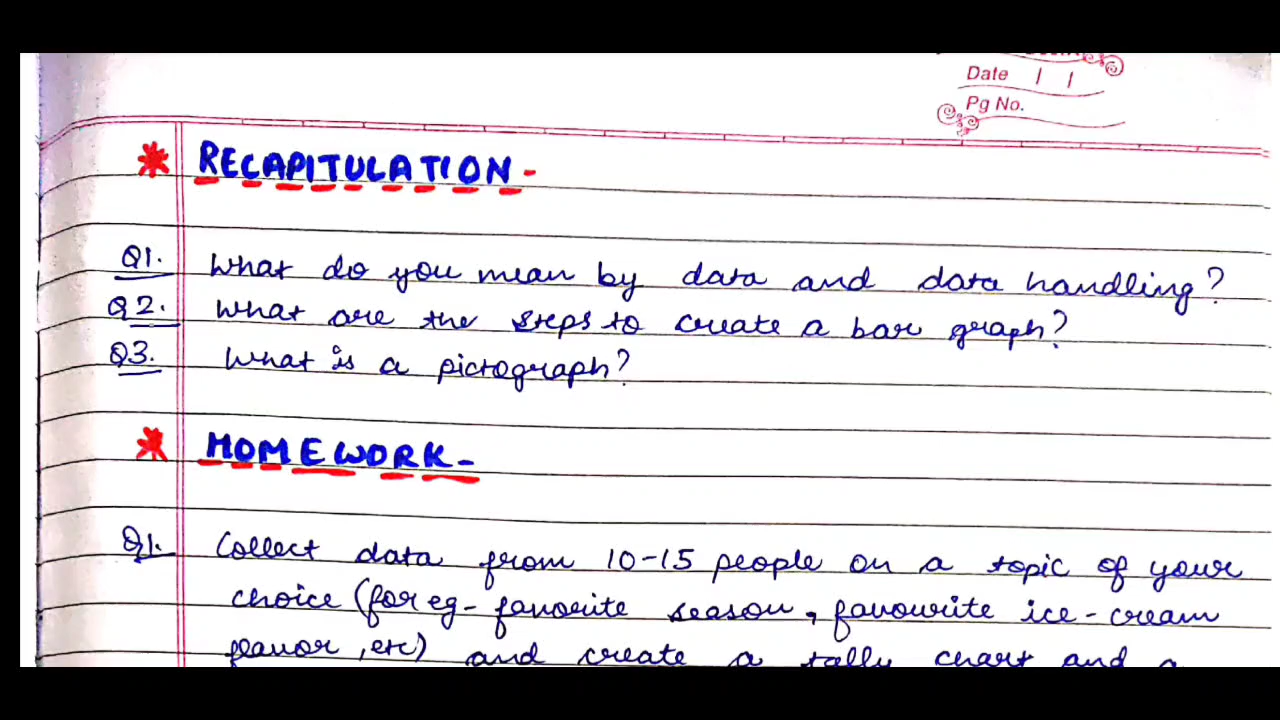 Date / /
Pg No.
* RECAPITULATION -
Q1. What do you mean by data and data handling?
Q2. What are the steps to create a bar graph?
Q3. What is a pictograph?
* HOMEWORK -
Q1. Collect data from 10-15 people on a topic of your
choice (for eg - favorite season, favourite ice-cream
flavor, etc) and create a tally chart and a